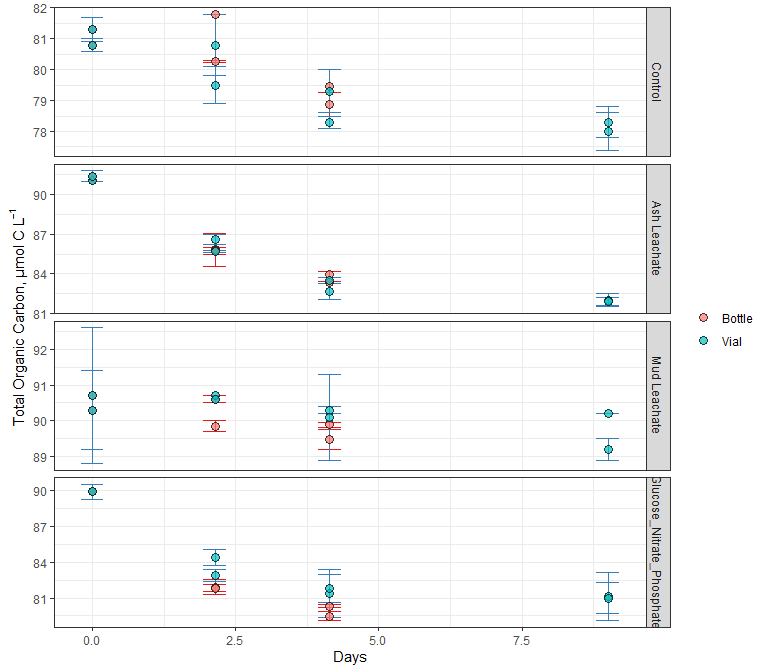 82
81
80
79
78
Control
90
87
84
81
Ash Leachate
92
91
90
89
Mud Leachate
90
87
84
81
Glucose_Nitrate_Phosphate
0.0 2.5 5.0 7.5
Days
Total Organic Carbon, μmol C L⁻¹
Bottle
Vial